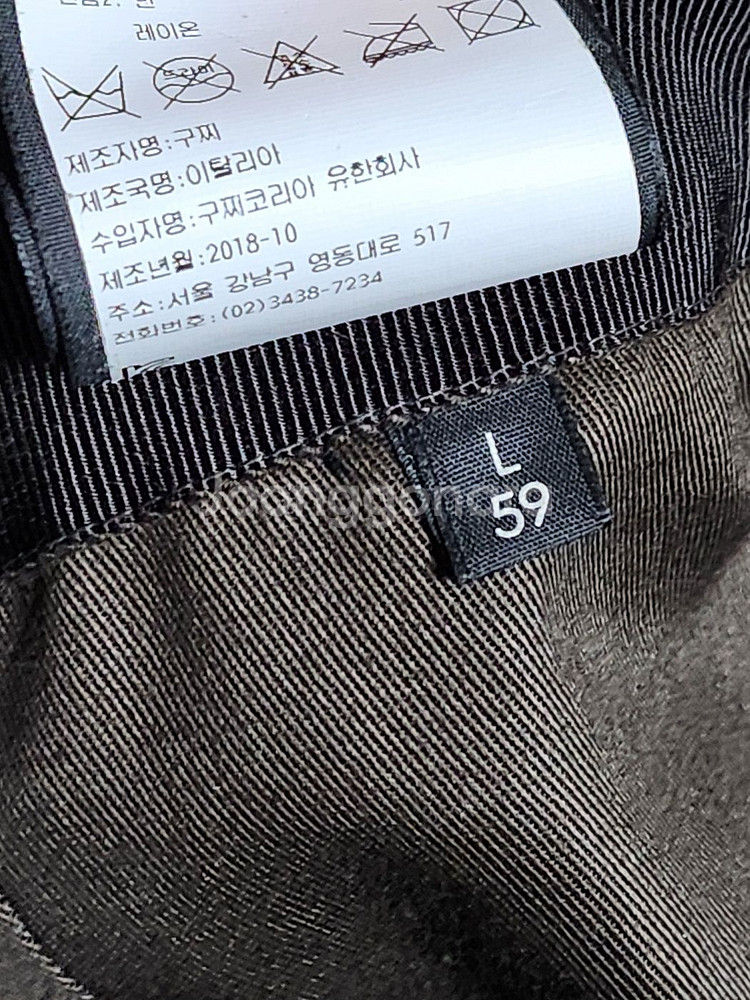 레이온
드라이
제조자명:구찌
제조국명:이탈리아
수입자명:구찌코리아 유한회사
제조년월:2018-10
주소:서울 강남구 영동대로 517
전화번호:(02)3438-7234
L
59
Joonggonara